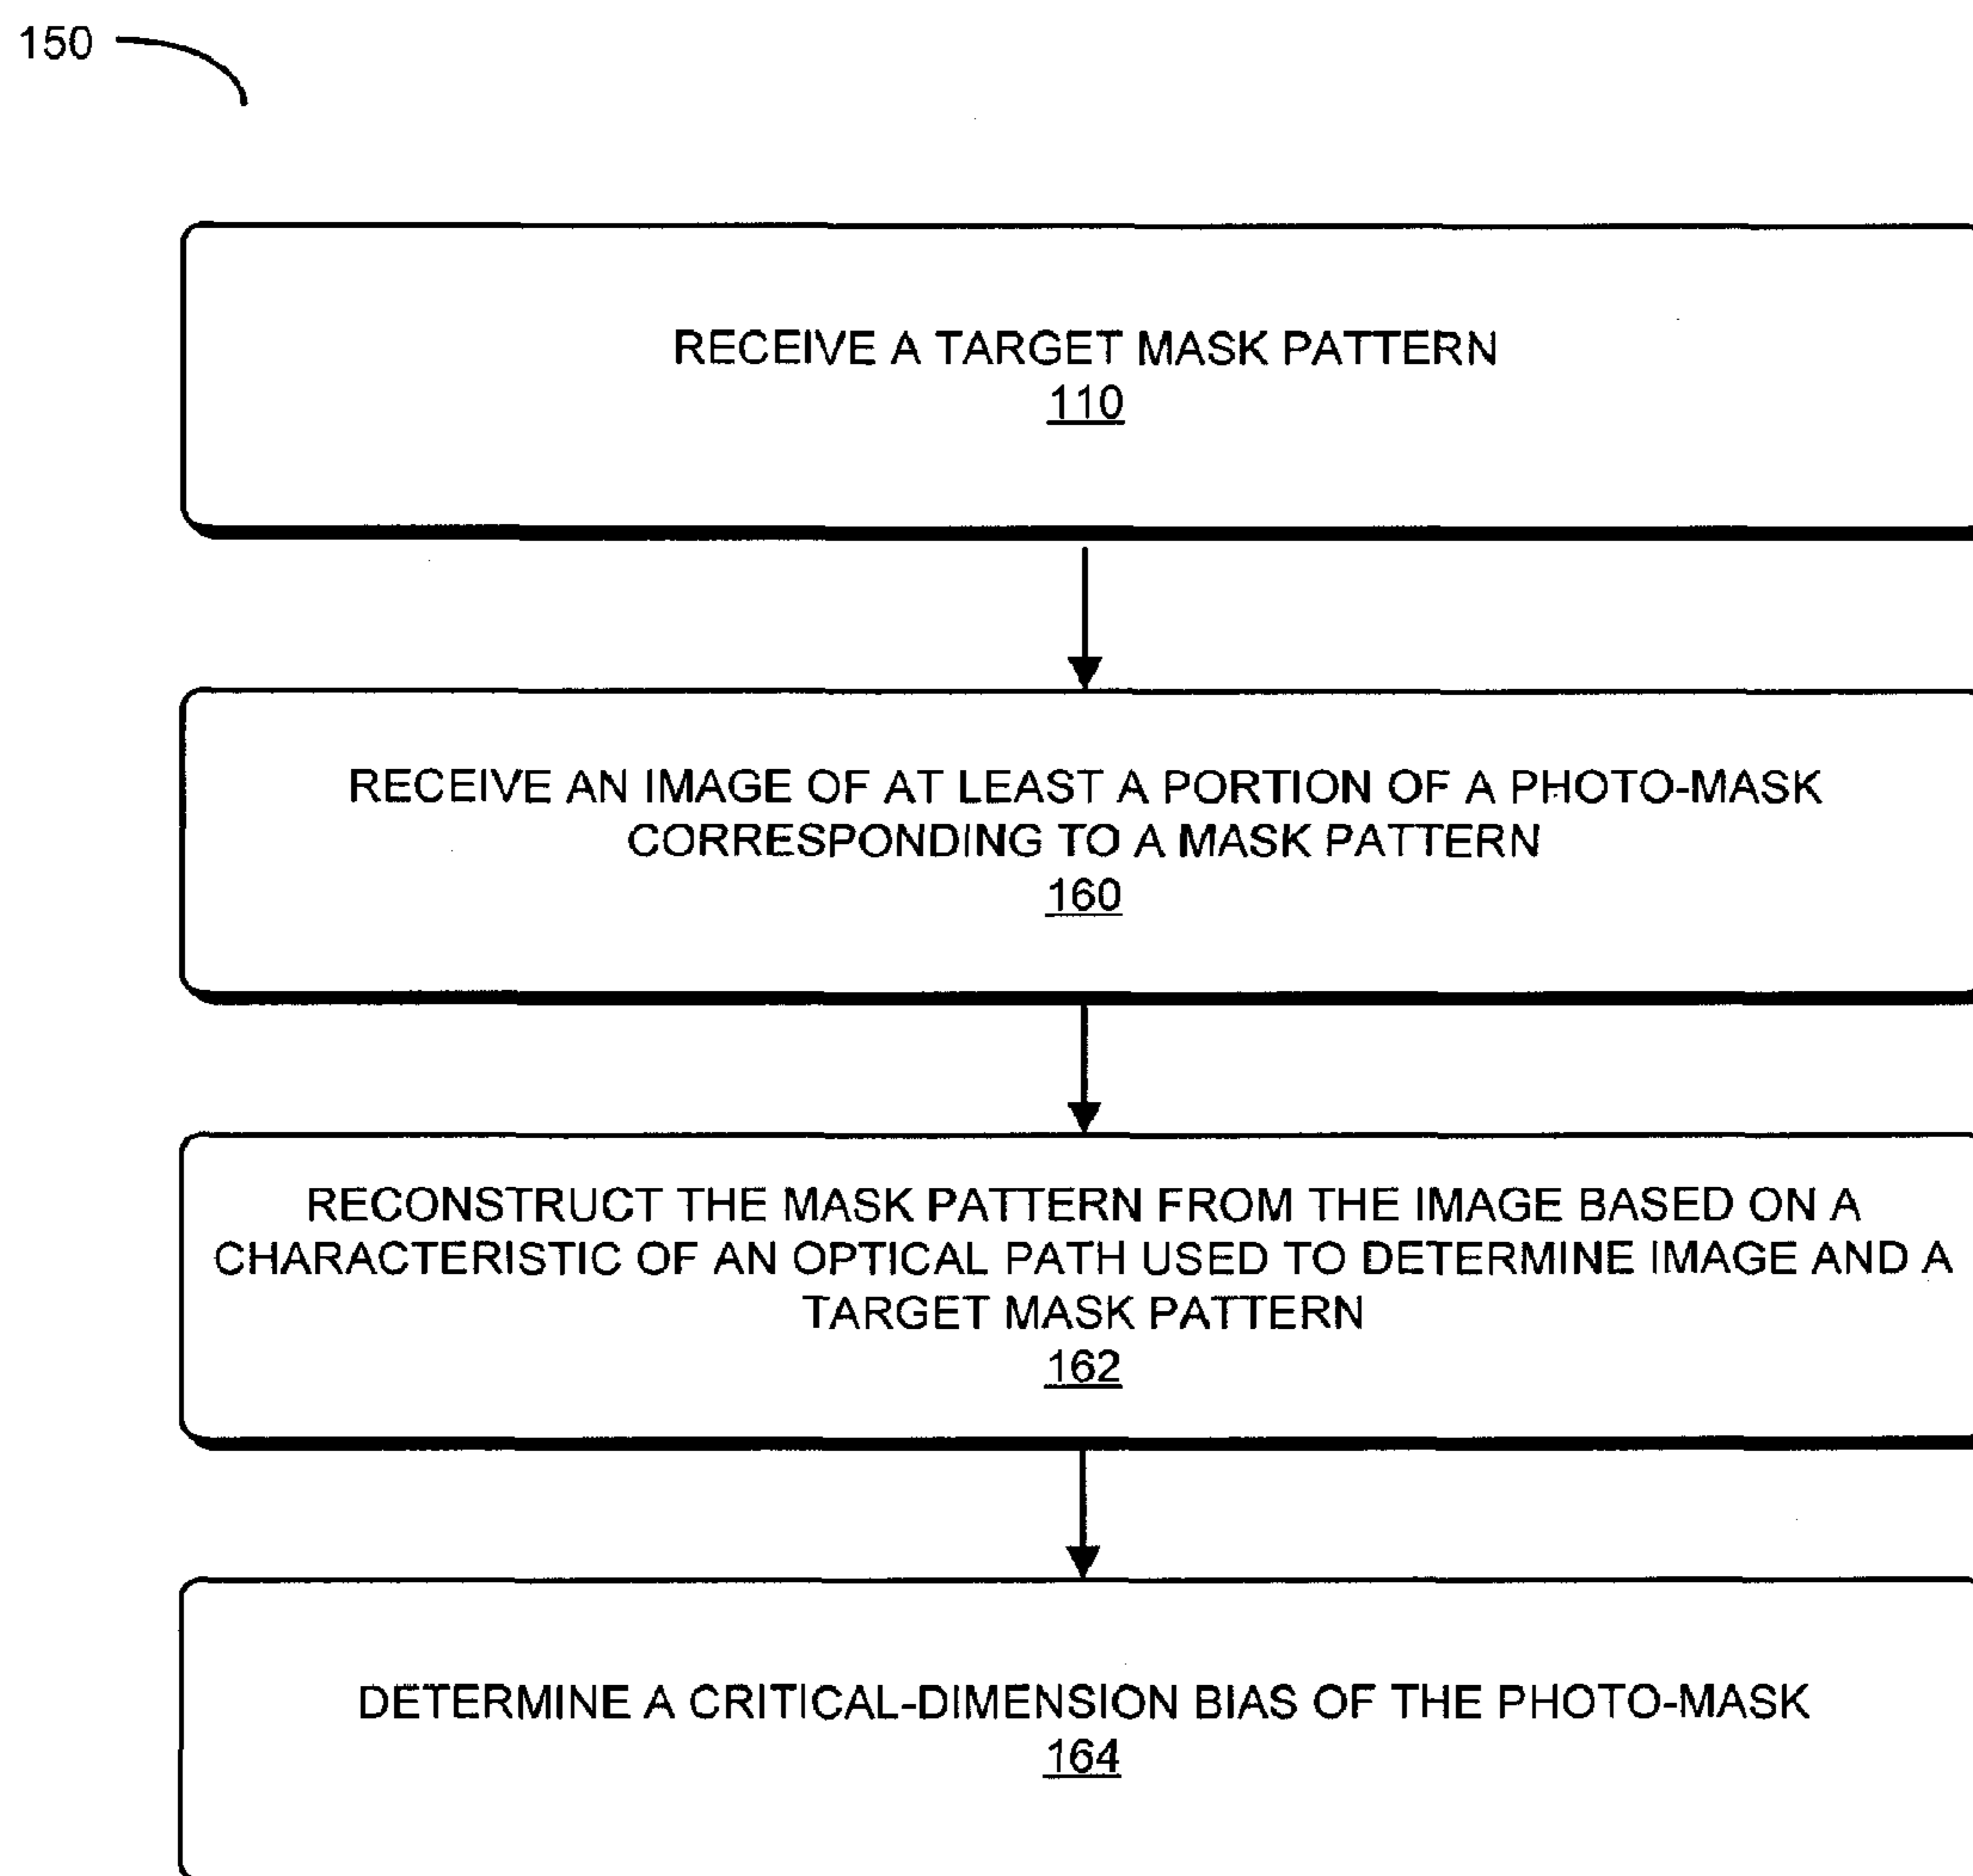 150
RECEIVE A TARGET MASK PATTERN
110
RECEIVE AN IMAGE OF AT LEAST A PORTION OF A PHOTO-MASK
CORRESPONDING TO A MASK PATTERN
160
RECONSTRUCT THE MASK PATTERN FROM THE IMAGE BASED ON A
CHARACTERISTIC OF AN OPTICAL PATH USED TO DETERMINE IMAGE AND A
TARGET MASK PATTERN
162
DETERMINE A CRITICAL-DIMENSION BIAS OF THE PHOTO-MASK
164